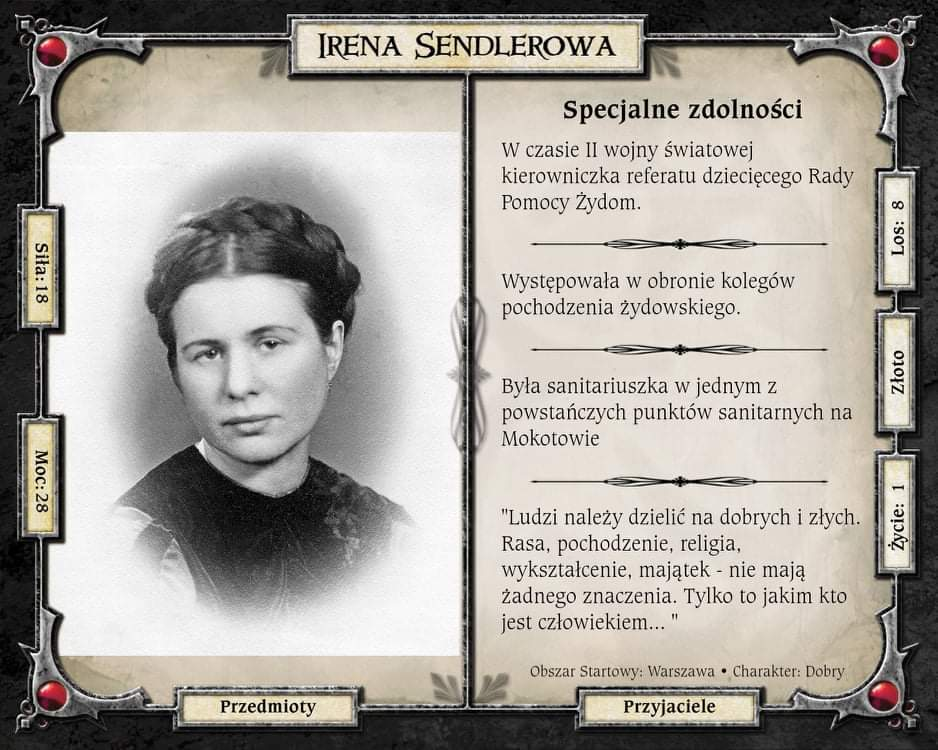 Irena Sendlerowa
Siła: 18
Moc: 28
Specjalne zdolności
W czasie II wojny światowej
kierowniczka referatu dziecięcego Rady
Pomocy Żydom.
Występowała w obronie kolegów
pochodzenia żydowskiego.
Była sanitariuszka w jednym z
powstańczych punktów sanitarnych na
Mokotowie
"Ludzi należy dzielić na dobrych i złych.
Rasa, pochodzenie, religia,
wykształcenie, majątek - nie mają
żadnego znaczenia. Tylko to jakim kto
jest człowiekiem... "
Obszar Startowy: Warszawa • Charakter: Dobry
Los: 8
Złoto
Życie: 1
Przedmioty
Przyjaciele